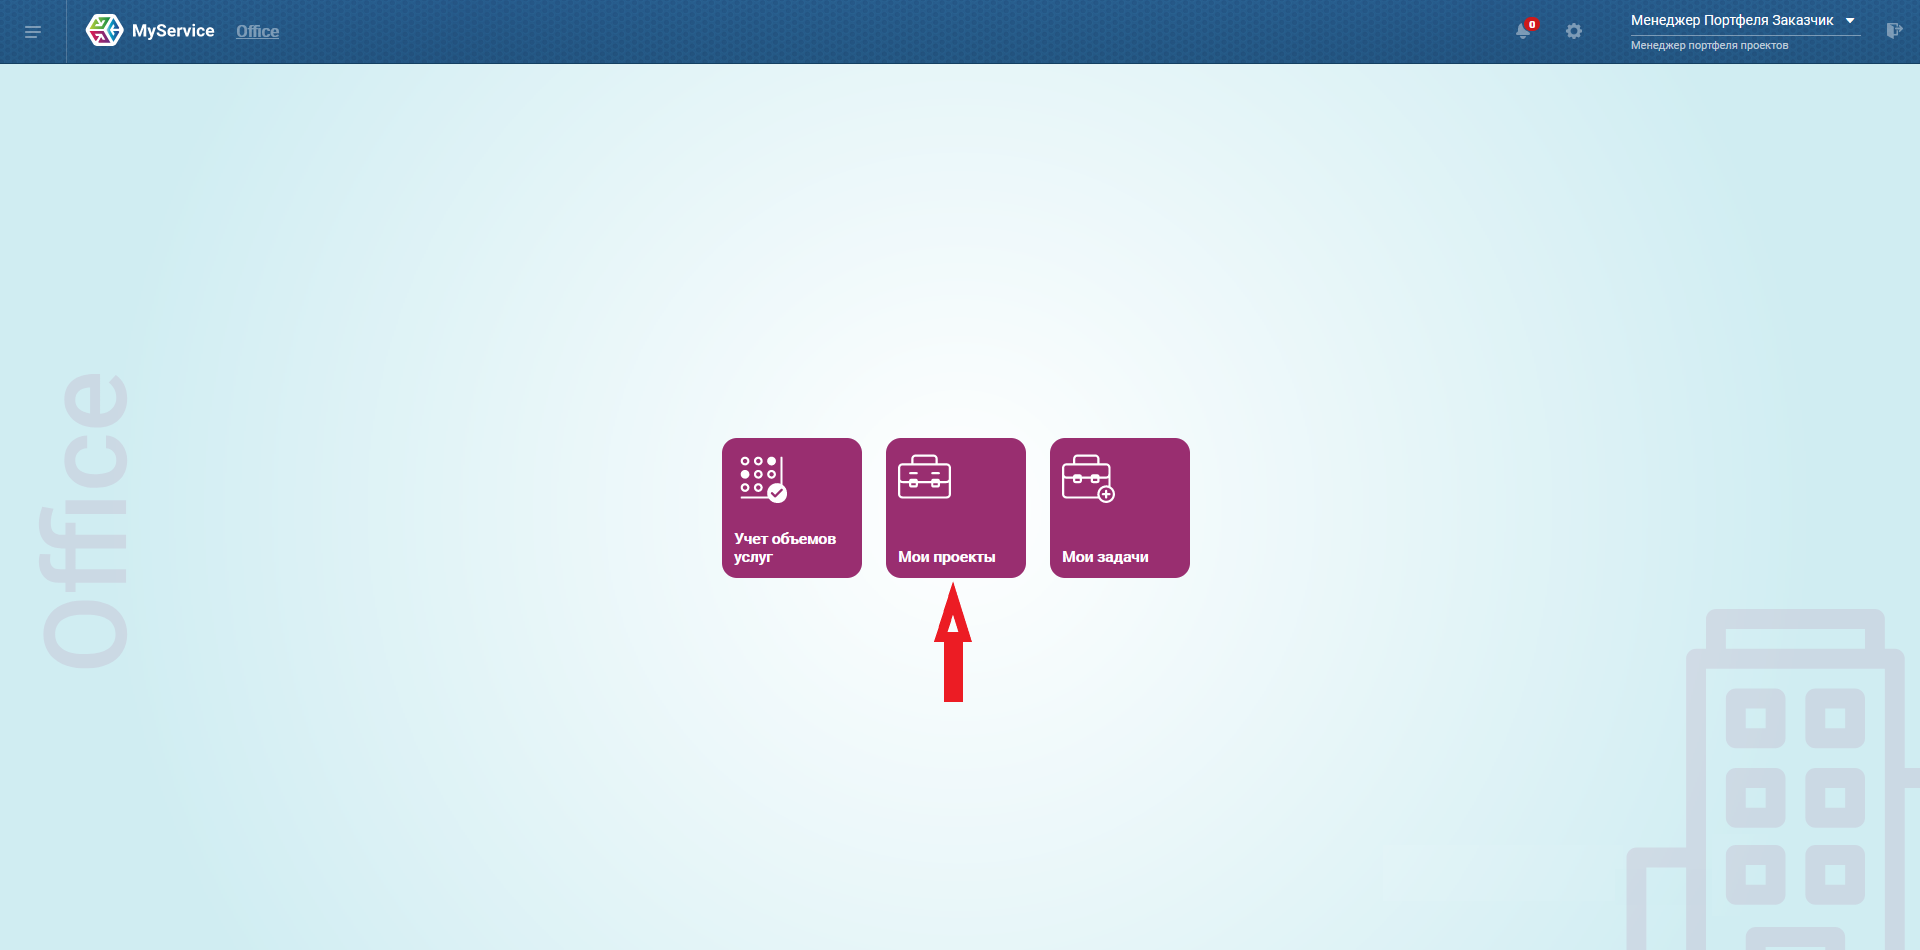 MyService Office
0
Менеджер Портфеля Заказчик
Менеджер портфеля проектов
Office
Учет объемов
услуг
Мои проекты
Мои задачи